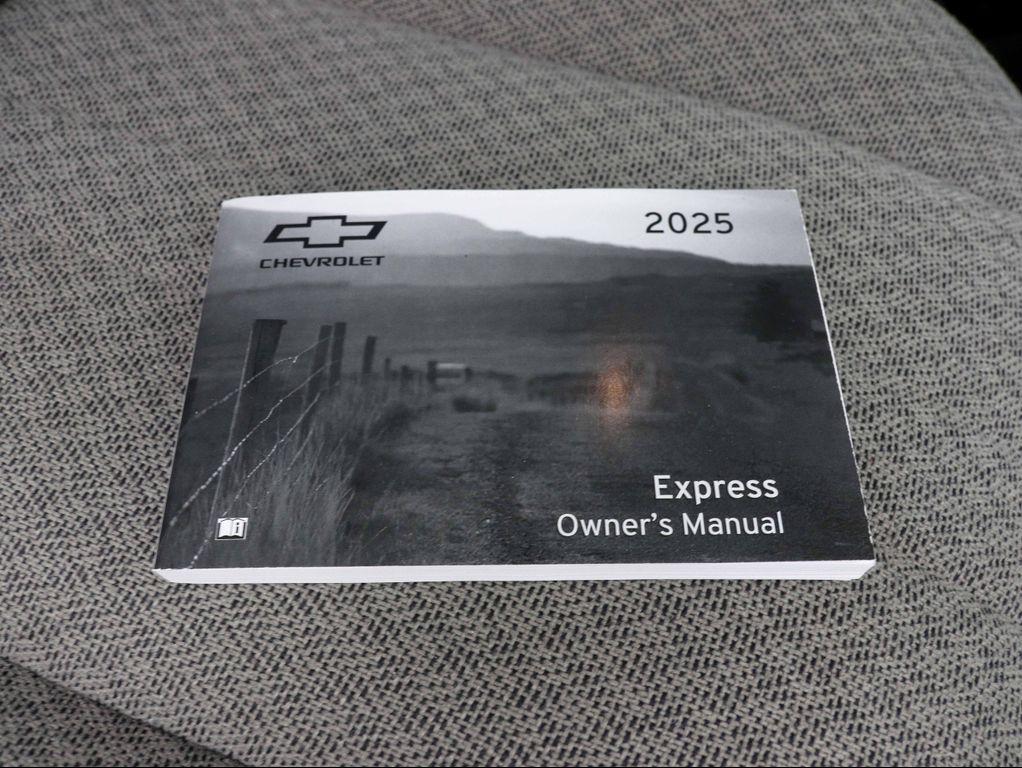 2025
CHEVROLET
Express
Owner's Manual